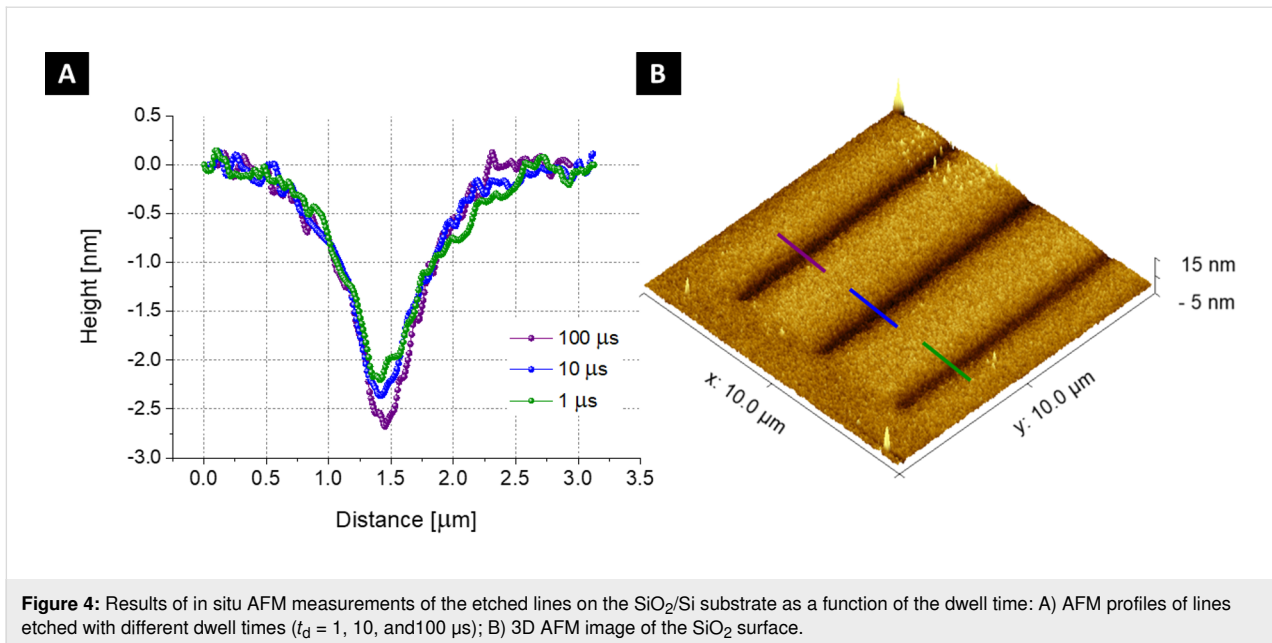 A
B
0.5
0.0
-0.5
-1.0
-1.5
-2.0
-2.5
-3.0
Height [nm]
100 µs
10 µs
1 µs
0.0 0.5 1.0 1.5 2.0 2.5 3.0 3.5
Distance [µm]
15 nm
- 5 nm
x: 10.0 µm
y: 10.0 µm
Figure 4: Results of in situ AFM measurements of the etched lines on the SiO₂/Si substrate as a function of the dwell time: A) AFM profiles of lines
etched with different dwell times (t_d = 1, 10, and100 µs); B) 3D AFM image of the SiO₂ surface.